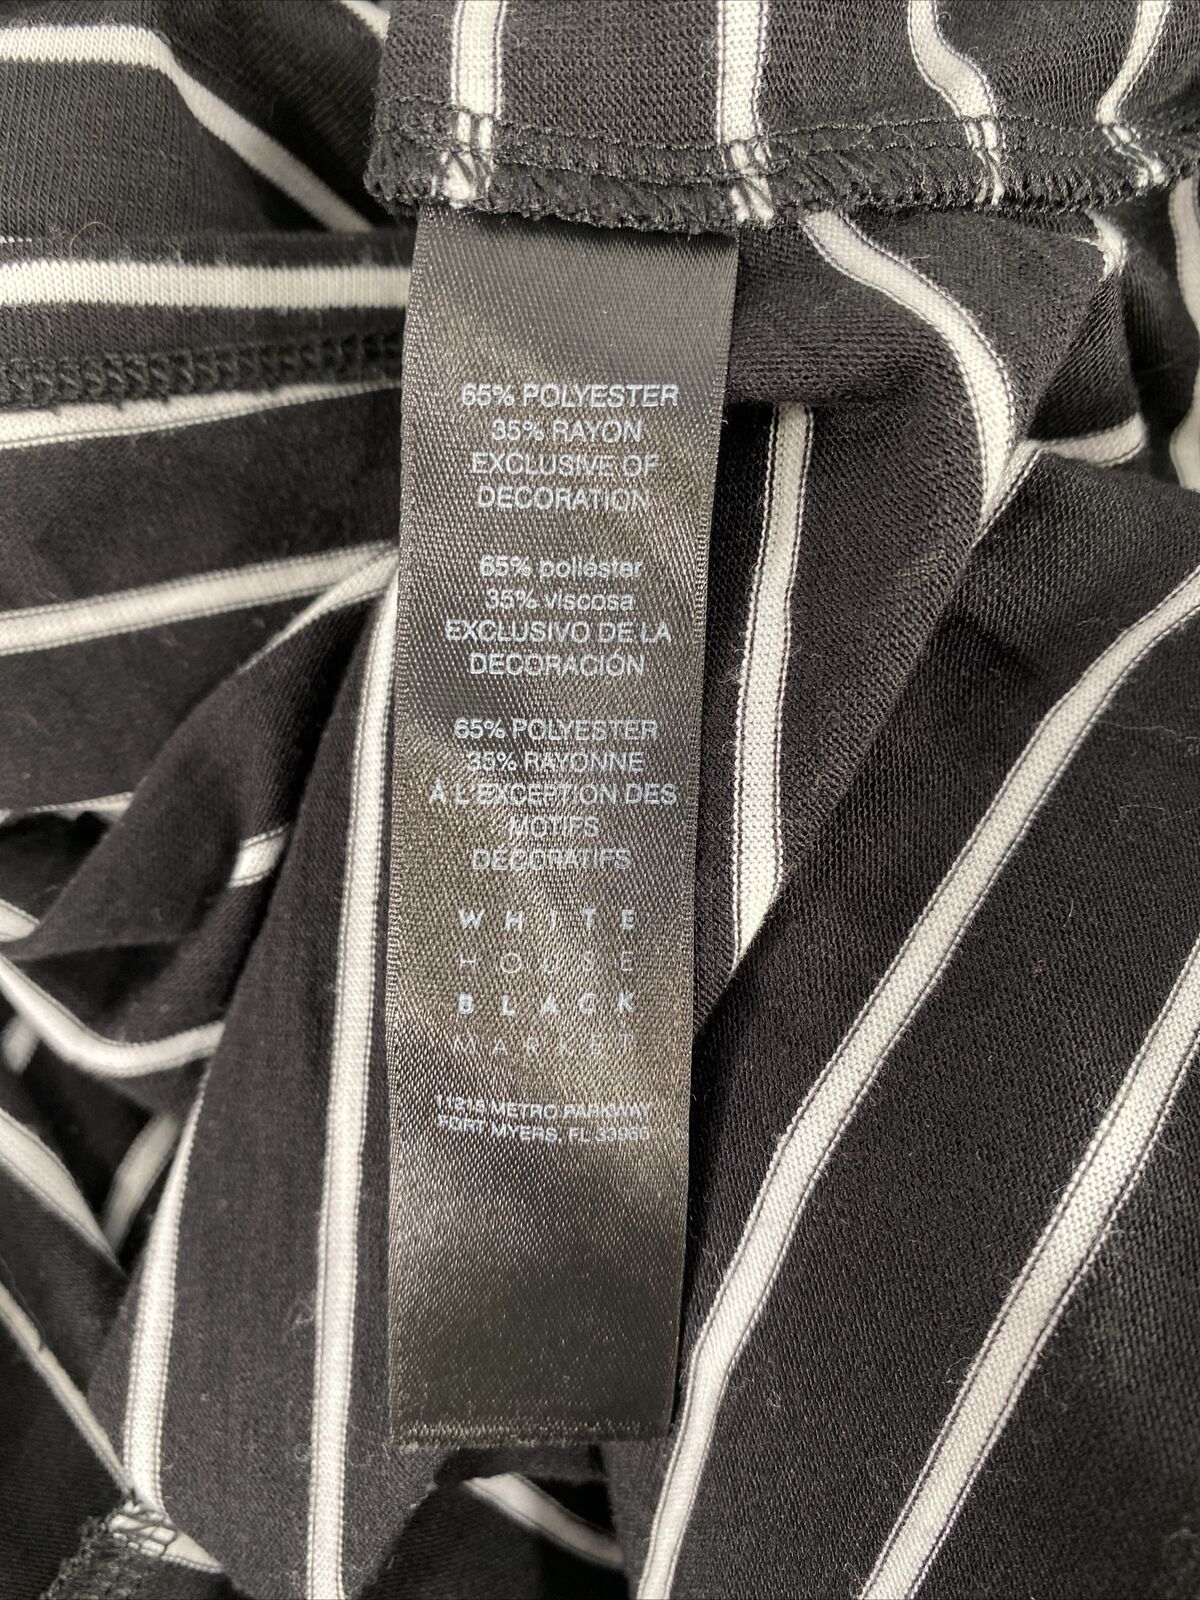 65% POLYESTER
35% RAYON
EXCLUSIVE OF
DECORATION
65% poliester
35% viscosa
EXCLUSIVO DE LA
DECORACIÓN
65% POLYESTER
35% RAYONNE
À L'EXCEPTION DES
MOTIFS
DÉCORATIFS
WHITE
HOUSE
BLACK
MARKET
METRO PARKWAY
FORT MYERS, FL